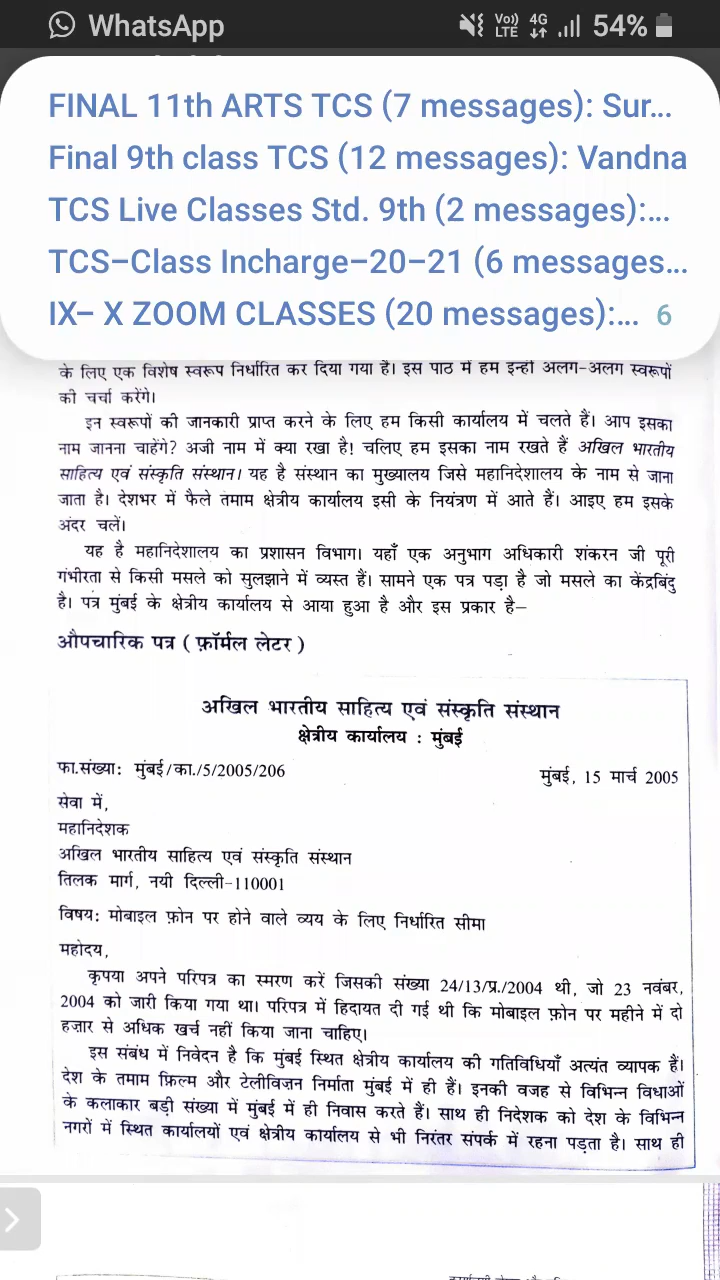 WhatsApp Vo)) LTE 4G 54%
FINAL 11th ARTS TCS (7 messages): Sur...
Final 9th class TCS (12 messages): Vandna
TCS Live Classes Std. 9th (2 messages):...
TCS–Class Incharge–20–21 (6 messages...
IX– X ZOOM CLASSES (20 messages):... 6
के लिए एक विशेष स्वरूप निर्धारित कर दिया गया है। इस पाठ में हम इन्हीं अलग-अलग स्वरूपों
की चर्चा करेंगे।
इन स्वरूपों की जानकारी प्राप्त करने के लिए हम किसी कार्यालय में चलते हैं। आप इसका
नाम जानना चाहेंगे? अजी नाम में क्या रखा है! चलिए हम इसका नाम रखते हैं अखिल भारतीय
साहित्य एवं संस्कृति संस्थान। यह है संस्थान का मुख्यालय जिसे महानिदेशालय के नाम से जाना
जाता है। देशभर में फैले तमाम क्षेत्रीय कार्यालय इसी के नियंत्रण में आते हैं। आइए हम इसके
अंदर चलें।
यह है महानिदेशालय का प्रशासन विभाग। यहाँ एक अनुभाग अधिकारी शंकरन जी पूरी
गंभीरता से किसी मसले को सुलझाने में व्यस्त हैं। सामने एक पत्र पड़ा है जो मसले का केंद्रबिंदु
है। पत्र मुंबई के क्षेत्रीय कार्यालय से आया हुआ है और इस प्रकार है–
औपचारिक पत्र ( फ़ॉर्मल लेटर )
अखिल भारतीय साहित्य एवं संस्कृति संस्थान
क्षेत्रीय कार्यालय : मुंबई
फा.संख्या: मुंबई/का./5/2005/206
मुंबई, 15 मार्च 2005
सेवा में,
महानिदेशक
अखिल भारतीय साहित्य एवं संस्कृति संस्थान
तिलक मार्ग, नयी दिल्ली-110001
विषय: मोबाइल फ़ोन पर होने वाले व्यय के लिए निर्धारित सीमा
महोदय,
कृपया अपने परिपत्र का स्मरण करें जिसकी संख्या 24/13/प्र./2004 थी, जो 23 नवंबर,
2004 को जारी किया गया था। परिपत्र में हिदायत दी गई थी कि मोबाइल फ़ोन पर महीने में दो
हज़ार से अधिक खर्च नहीं किया जाना चाहिए।
इस संबंध में निवेदन है कि मुंबई स्थित क्षेत्रीय कार्यालय की गतिविधियाँ अत्यंत व्यापक हैं।
देश के तमाम फ़िल्म और टेलीविज़न निर्माता मुंबई में ही हैं। इनकी वजह से विभिन्न विधाओं
के कलाकार बड़ी संख्या में मुंबई में ही निवास करते हैं। साथ ही निदेशक को देश के विभिन्न
नगरों में स्थित कार्यालयों एवं क्षेत्रीय कार्यालय से भी निरंतर संपर्क में रहना पड़ता है। साथ ही